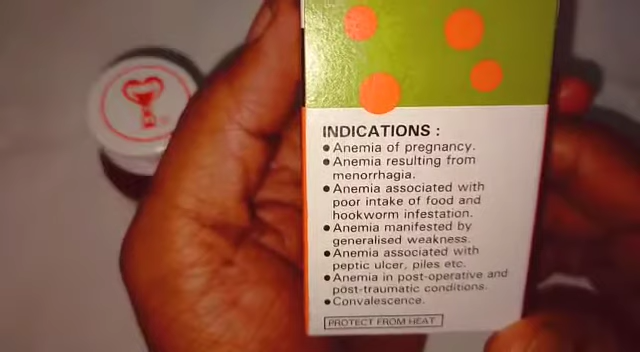 INDICATIONS :
● Anemia of pregnancy.
● Anemia resulting from
menorrhagia.
● Anemia associated with
poor intake of food and
hookworm infestation.
● Anemia manifested by
generalised weakness.
● Anemia associated with
peptic ulcer, piles etc.
● Anemia in post-operative and
post-traumatic conditions.
● Convalescence.
PROTECT FROM HEAT